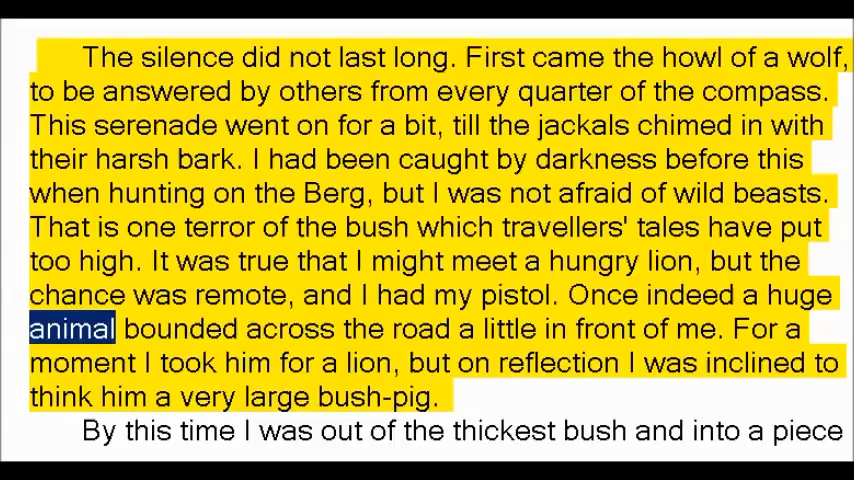 The silence did not last long. First came the howl of a wolf,
to be answered by others from every quarter of the compass.
This serenade went on for a bit, till the jackals chimed in with
their harsh bark. I had been caught by darkness before this
when hunting on the Berg, but I was not afraid of wild beasts.
That is one terror of the bush which travellers' tales have put
too high. It was true that I might meet a hungry lion, but the
chance was remote, and I had my pistol. Once indeed a huge
animal bounded across the road a little in front of me. For a
moment I took him for a lion, but on reflection I was inclined to
think him a very large bush-pig.
By this time I was out of the thickest bush and into a piece